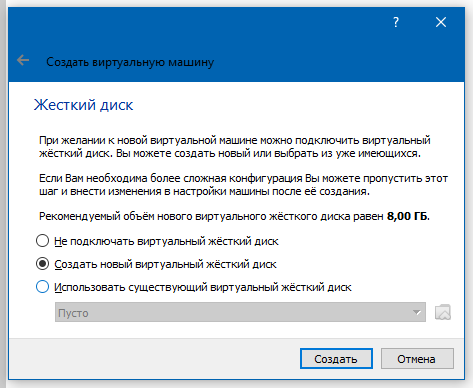 ?
Создать виртуальную машину
Жесткий диск
При желании к новой виртуальной машине можно подключить виртуальный
жёсткий диск. Вы можете создать новый или выбрать из уже имеющихся.
Если Вам необходима более сложная конфигурация Вы можете пропустить этот
шаг и внести изменения в настройки машины после её создания.
Рекомендуемый объём нового виртуального жёсткого диска равен 8,00 ГБ.
Не подключать виртуальный жёсткий диск
Создать новый виртуальный жёсткий диск
Использовать существующий виртуальный жёсткий диск
Пусто
Создать
Отмена